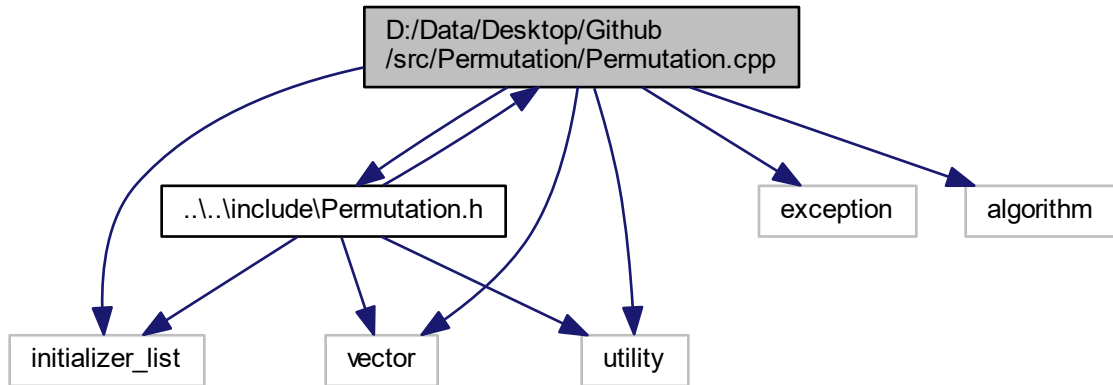 D:/Data/Desktop/Github
/src/Permutation/Permutation.cpp
..\..\include\Permutation.h
exception
algorithm
initializer_list
vector
utility